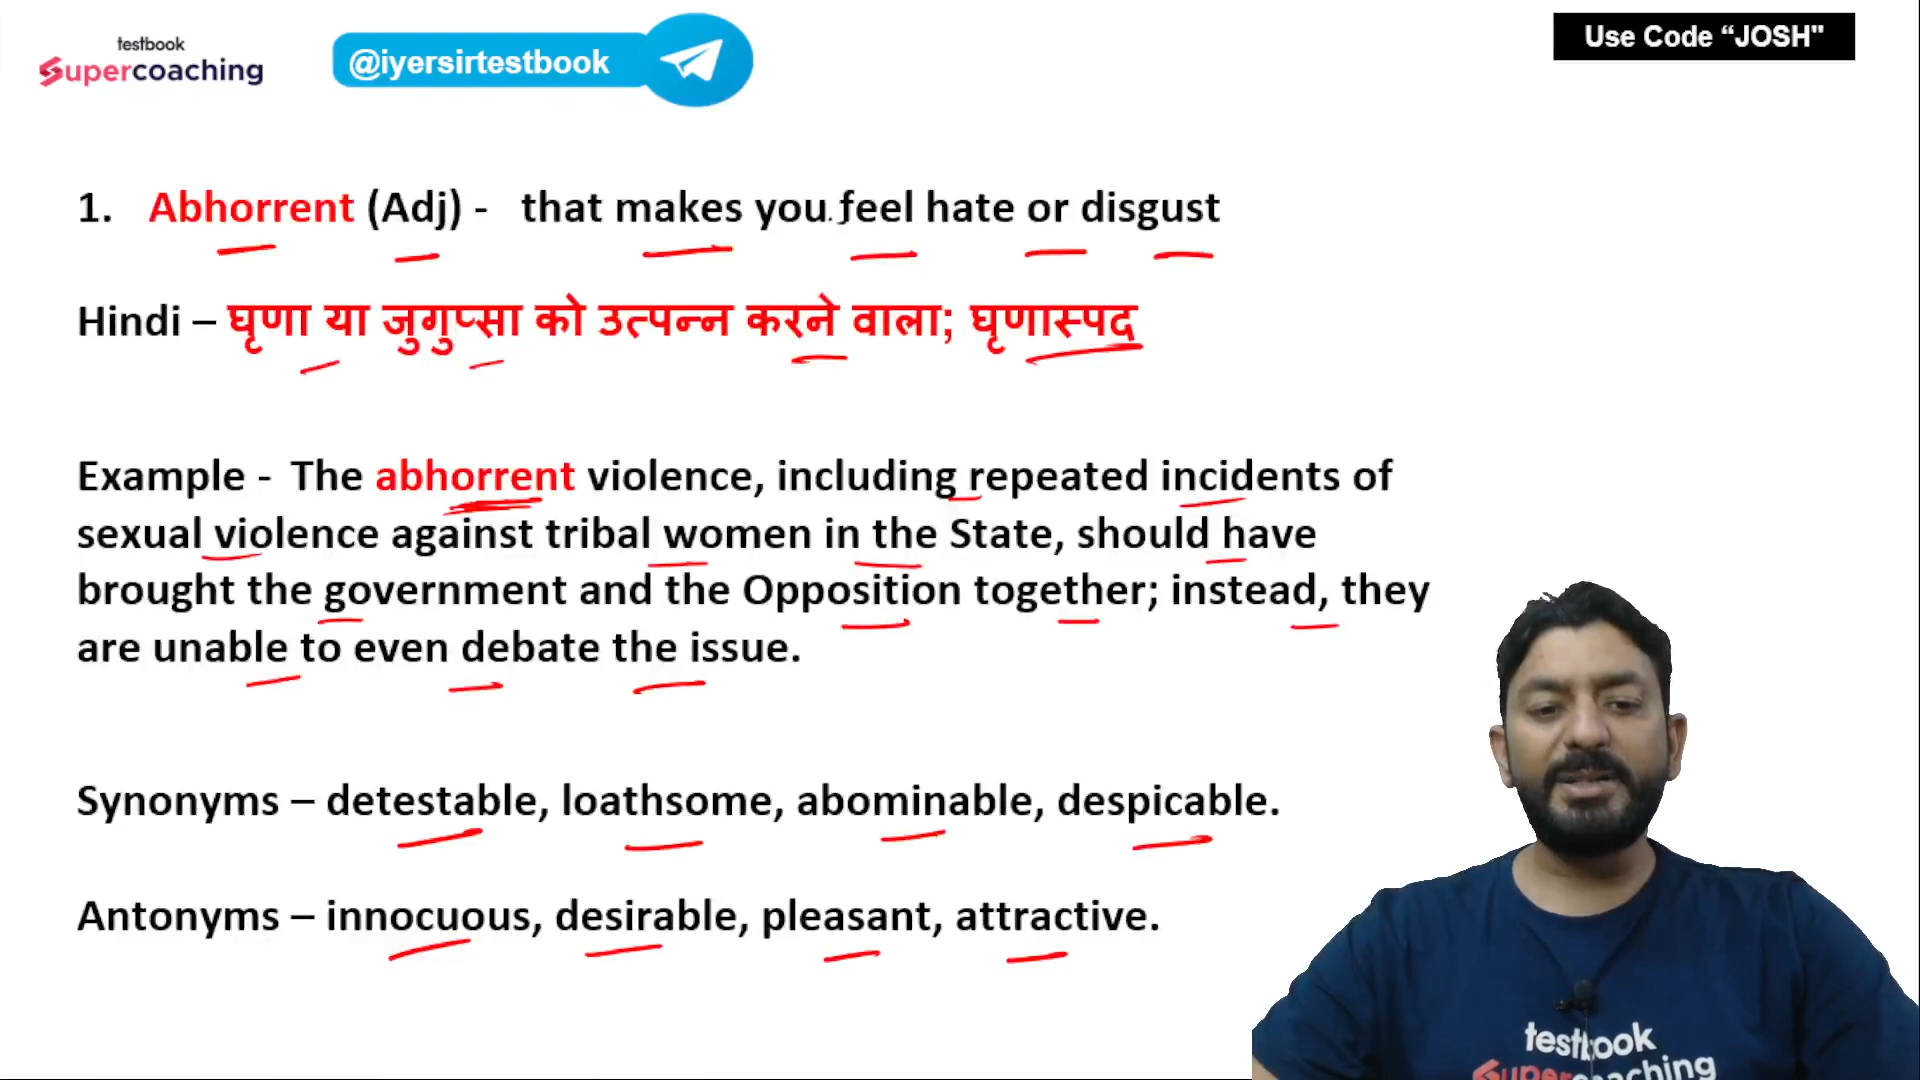 testbook
Supercoaching
@iyersirtestbook
Use Code “JOSH"
1. Abhorrent (Adj) - that makes you feel hate or disgust
Hindi – घृणा या जुगुप्सा को उत्पन्न करने वाला; घृणास्पद
Example - The abhorrent violence, including repeated incidents of
sexual violence against tribal women in the State, should have
brought the government and the Opposition together; instead, they
are unable to even debate the issue.
Synonyms – detestable, loathsome, abominable, despicable.
Antonyms – innocuous, desirable, pleasant, attractive.
testbook
Supercoaching